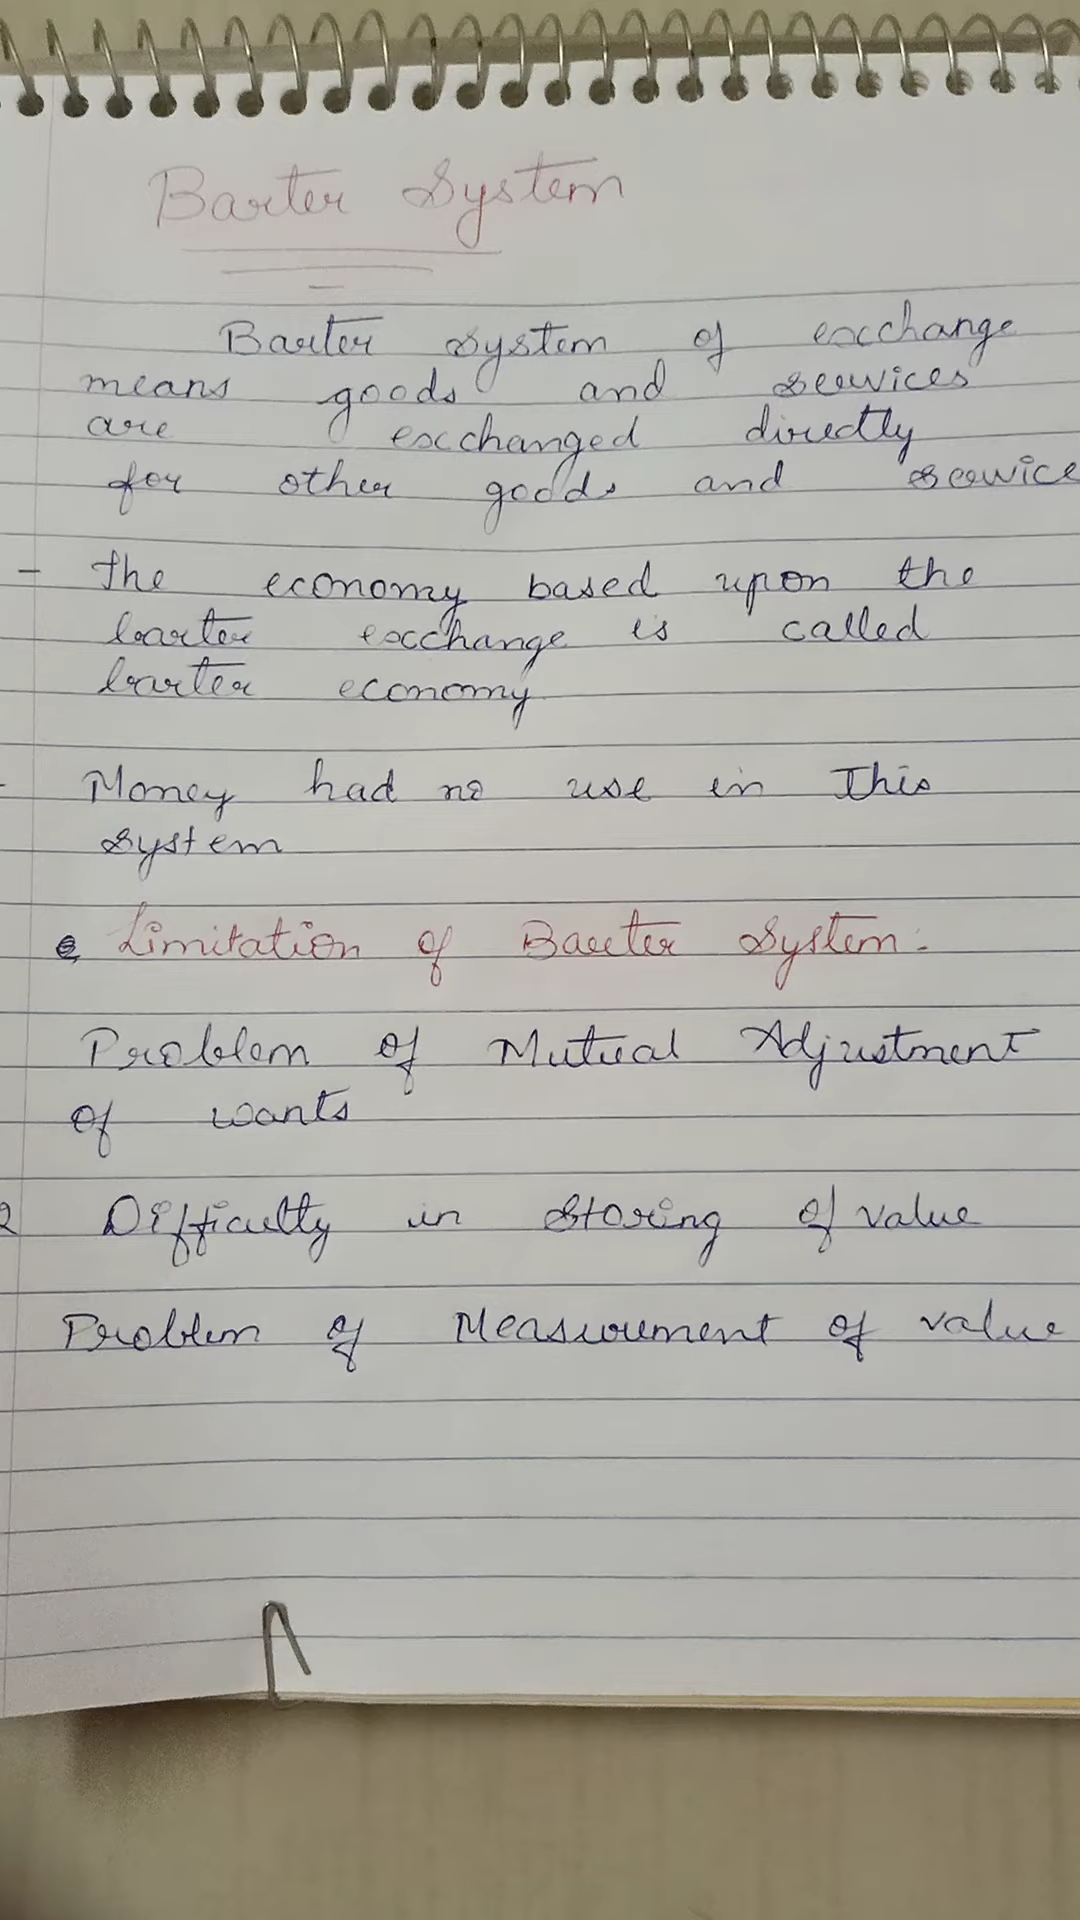 Barter System
Barter System of exchange
means goods and services
are exchanged directly
for other goods and service
- the economy based upon the
barter exchange is called
barter economy.
- Money had no use in This
System
Limitation of Barter System :-
Problem of Mutual Adjustment
of wants
2 Difficulty in Storing of value
Problem of Measurement of value